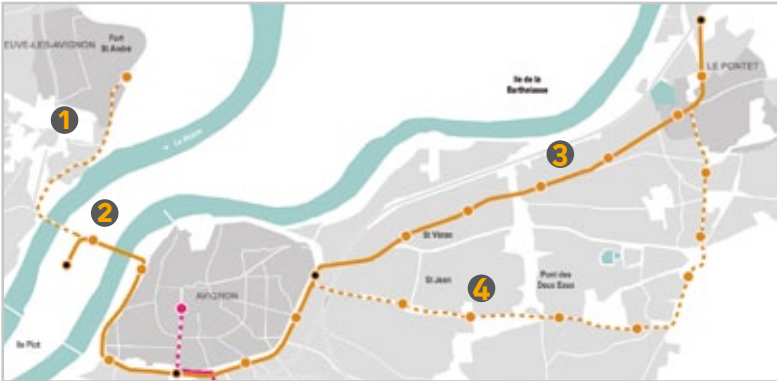 EUVE-LES-AVIGNON
Fort
St André
1
2
Le Rhône
Ile de la
Barthelasse
LE PONTET
3
St Véran
St Jean
4
Pont des
Deux Eaux
AVIGNON
Ile Piot